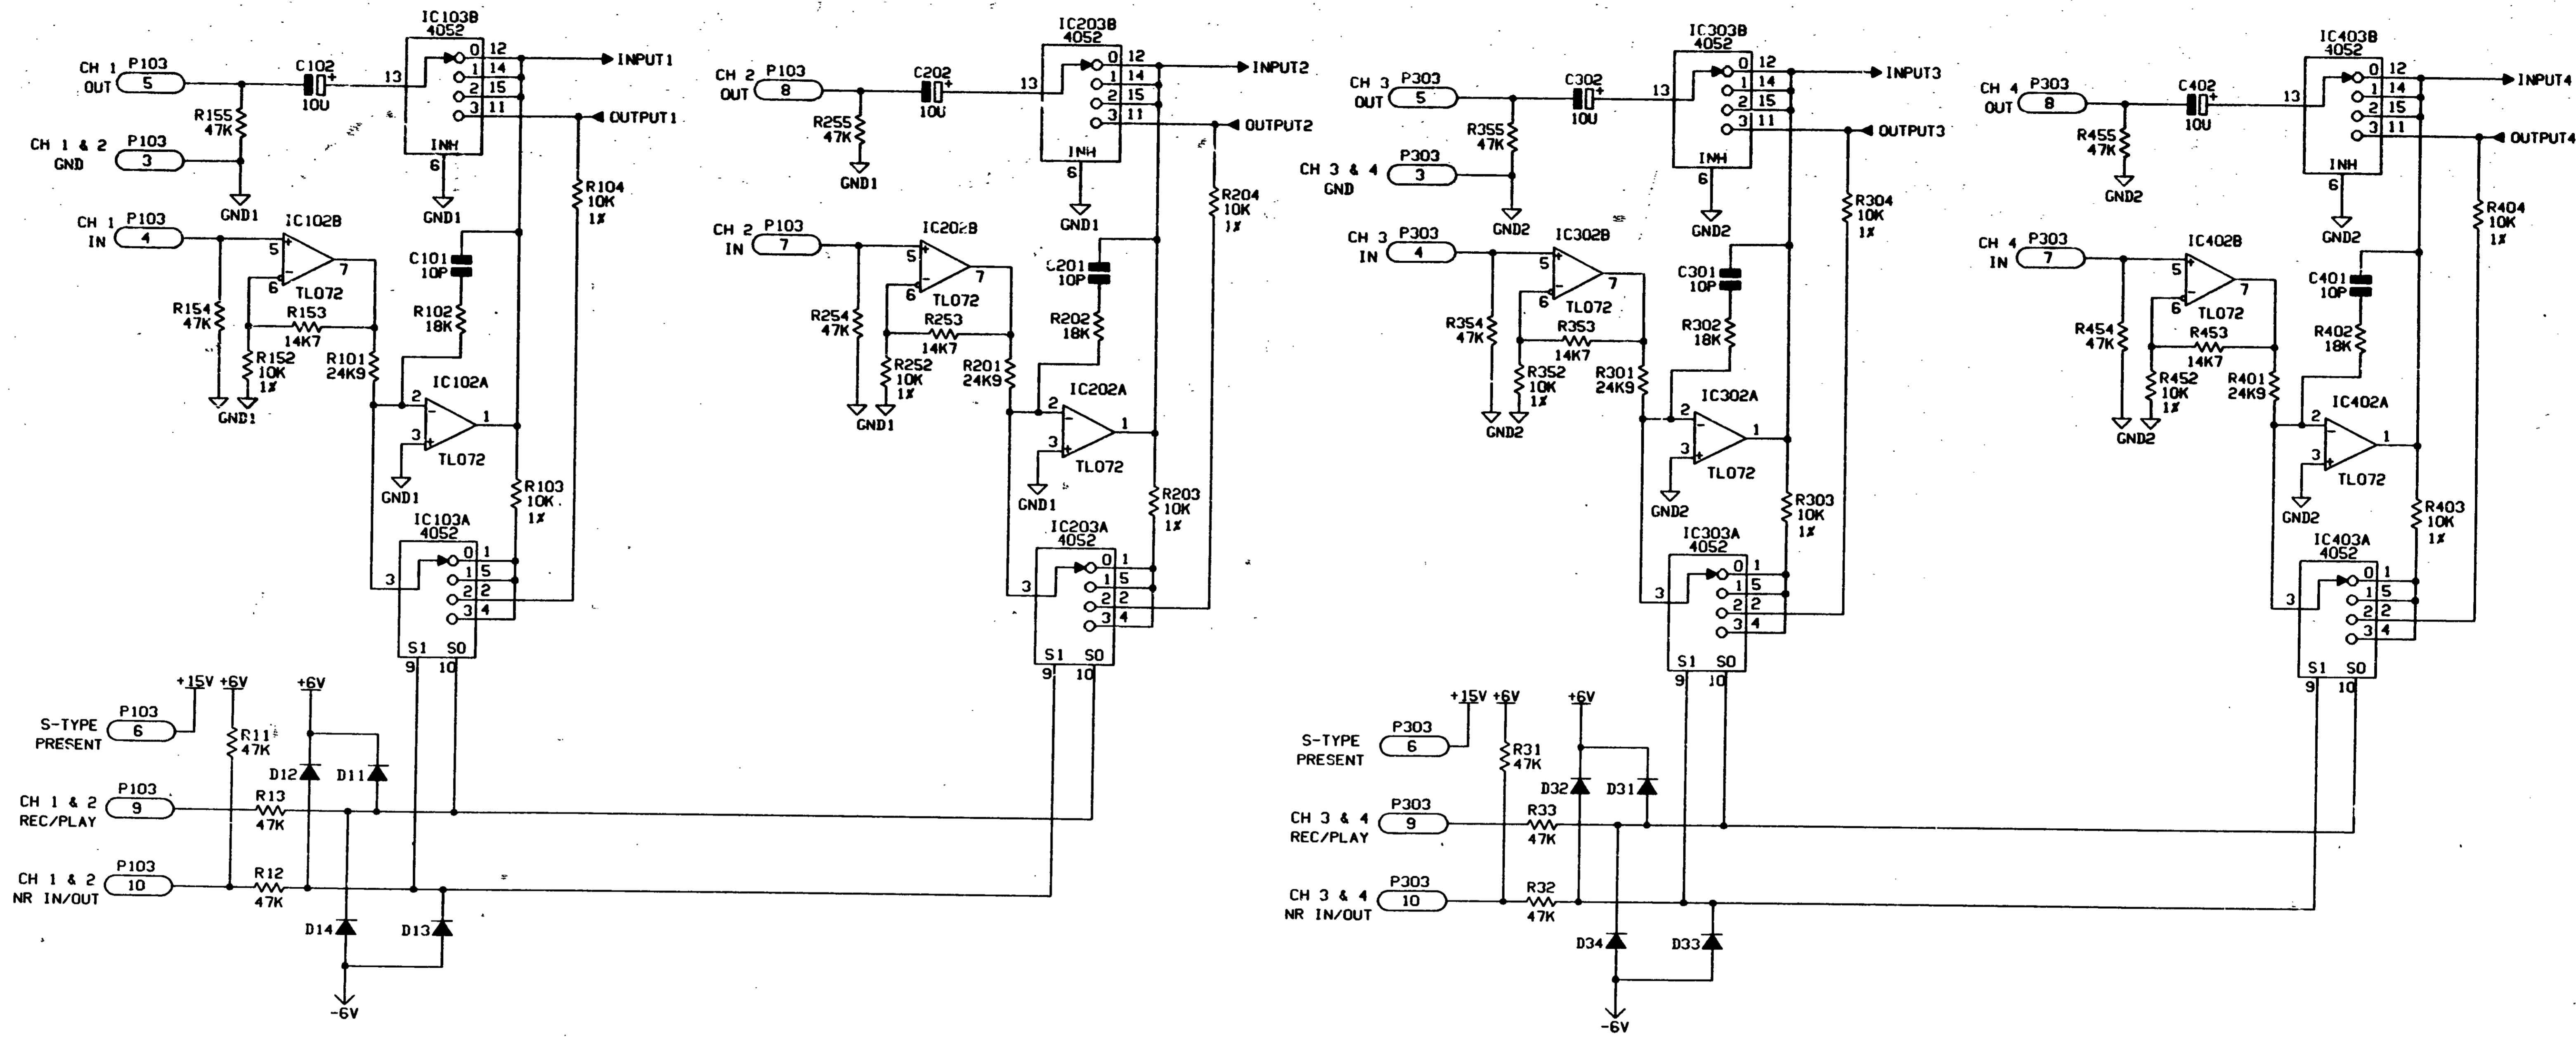 IC103B
4052
CH 1
OUT
P103
5
C102
+
10U
13
0 12
1 14
2 15
3 11
INPUT1
OUTPUT1
R155
47K
CH 1 & 2
GND
P103
3
GND1
INH
6
GND1
R104
10K
1%
CH 1
IN
P103
4
IC102B
5
+
-
6
7
TL072
C101
10P
R154
47K
R153
14K7
R102
18K
R152
10K
1%
R101
24K9
GND1
IC102A
2
-
3
+
1
TL072
GND1
R103
10K
1%
IC103A
4052
3
0 1
1 5
2 2
3 4
S1 S0
9 10
IC203B
4052
CH 2
OUT
P103
8
C202
+
10U
13
0 12
1 14
2 15
3 11
INPUT2
OUTPUT2
R255
47K
GND1
INH
6
GND1
R204
10K
1%
CH 2
IN
P103
7
IC202B
5
+
-
6
7
TL072
C201
10P
R254
47K
R253
14K7
R202
18K
R252
10K
1%
R201
24K9
GND1
IC202A
2
-
3
+
1
TL072
GND1
R203
10K
1%
IC203A
4052
3
0 1
1 5
2 2
3 4
S1 S0
9 10
+15V +6V
+6V
S-TYPE
PRESENT
P103
6
R11
47K
D12
D11
CH 1 & 2
REC/PLAY
P103
9
R13
47K
CH 1 & 2
NR IN/OUT
P103
10
R12
47K
D14
D13
-6V
IC303B
4052
CH 3
OUT
P303
5
C302
+
10U
13
0 12
1 14
2 15
3 11
INPUT3
OUTPUT3
R355
47K
CH 3 & 4
GND
P303
3
GND2
INH
6
GND2
R304
10K
1%
CH 3
IN
P303
4
IC302B
5
+
-
6
7
TL072
C301
10P
R354
47K
R353
14K7
R302
18K
R352
10K
1%
R301
24K9
GND2
IC302A
2
-
3
+
1
TL072
GND2
R303
10K
1%
IC303A
4052
3
0 1
1 5
2 2
3 4
S1 S0
9 10
IC403B
4052
CH 4
OUT
P303
8
C402
+
10U
13
0 12
1 14
2 15
3 11
INPUT4
OUTPUT4
R455
47K
GND2
INH
6
GND2
R404
10K
1%
CH 4
IN
P303
7
IC402B
5
+
-
6
7
TL072
C401
10P
R454
47K
R453
14K7
R402
18K
R452
10K
1%
R401
24K9
GND2
IC402A
2
-
3
+
1
TL072
GND2
R403
10K
1%
IC403A
4052
3
0 1
1 5
2 2
3 4
S1 S0
9 10
+15V +6V
+6V
S-TYPE
PRESENT
P303
6
R31
47K
D32
D31
CH 3 & 4
REC/PLAY
P303
9
R33
47K
CH 3 & 4
NR IN/OUT
P303
10
R32
47K
D34
D33
-6V